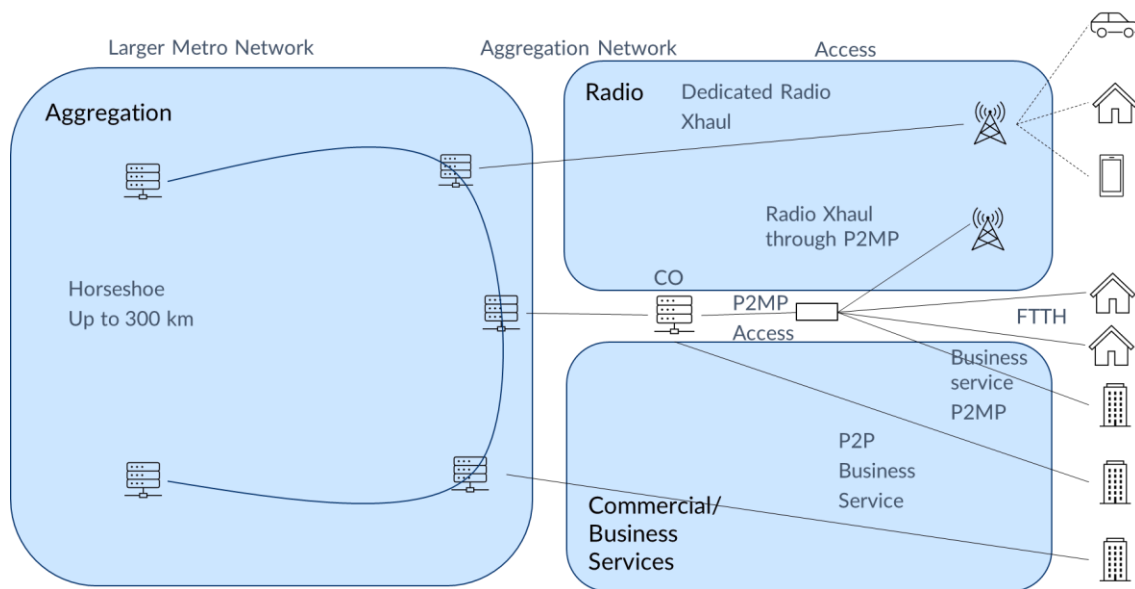 Larger Metro Network
Aggregation Network
Access
Aggregation
Radio
Dedicated Radio
Xhaul
Radio Xhaul
through P2MP
Horseshoe
Up to 300 km
CO
P2MP
Access
FTTH
Business
service
P2MP
P2P
Business
Service
Commercial/
Business
Services